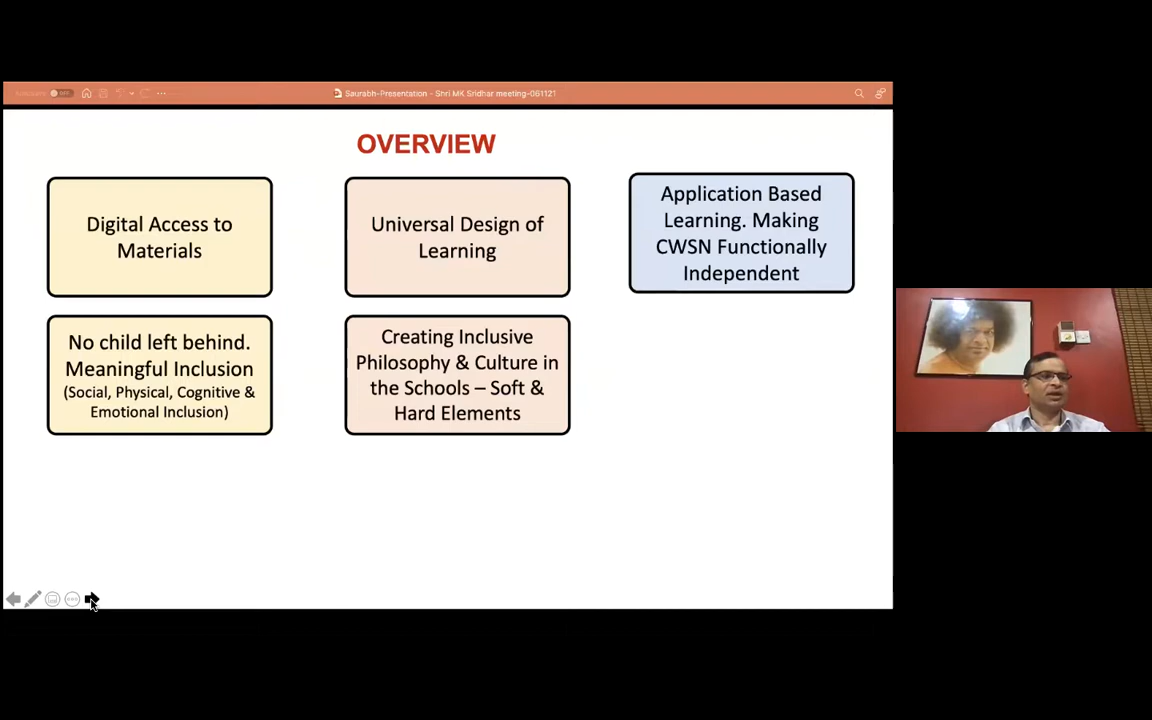 OFF
Saurabh-Presentation - Shri MK Sridhar meeting-061121
OVERVIEW
Digital Access to
Materials
Universal Design of
Learning
Application Based
Learning. Making
CWSN Functionally
Independent
No child left behind.
Meaningful Inclusion
(Social, Physical, Cognitive &
Emotional Inclusion)
Creating Inclusive
Philosophy & Culture in
the Schools – Soft &
Hard Elements